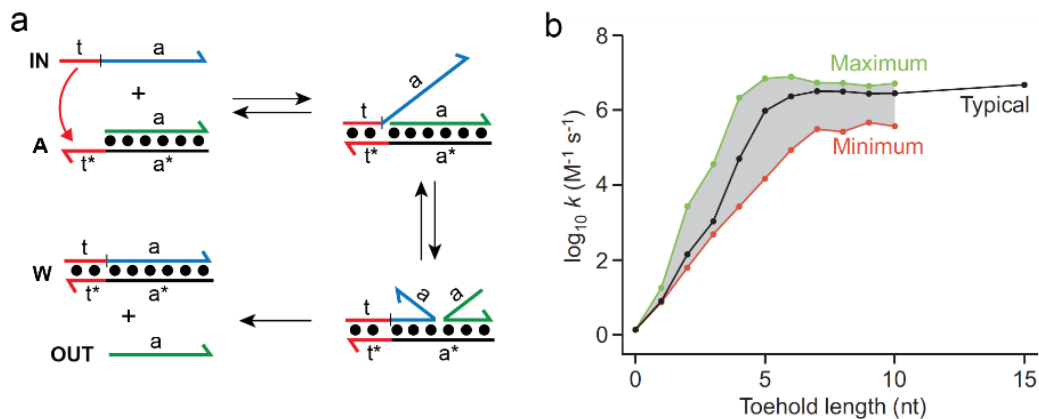 a
t a
IN
+
a
A
t* a*
a
t
t* a*
t a
W
t* a*
+
a
OUT
a a
t
t* a*
b
log10 k (M-1 s-1)
8
6
4
2
0
Maximum
Typical
Minimum
0 5 10 15
Toehold length (nt)